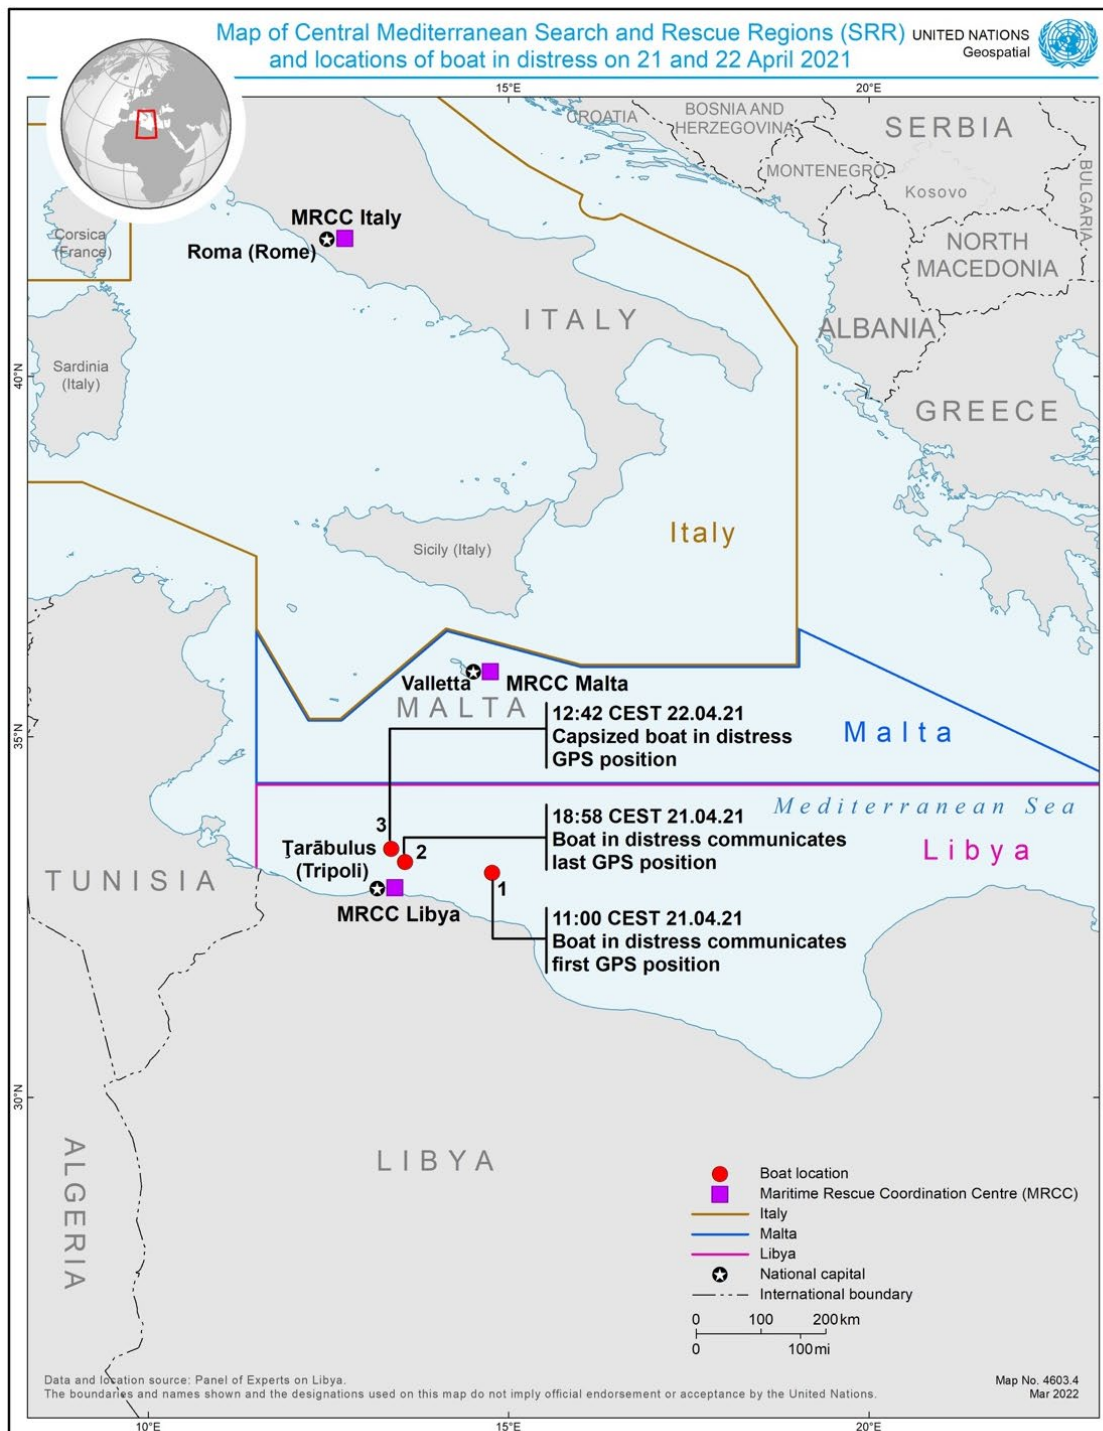 Map of Central Mediterranean Search and Rescue Regions (SRR)
and locations of boat in distress on 21 and 22 April 2021
UNITED NATIONS
Geospatial
15°E
20°E
CROATIA
BOSNIA AND
HERZEGOVINA
SERBIA
MONTENEGRO
Kosovo
BULGARIA
Corsica
(France)
MRCC Italy
Roma (Rome)
NORTH
MACEDONIA
ITALY
ALBANIA
Sardinia
(Italy)
40°N
GREECE
Italy
Sicily (Italy)
Valletta
MRCC Malta
MALTA
12:42 CEST 22.04.21
Capsized boat in distress
GPS position
Malta
35°N
Mediterranean Sea
18:58 CEST 21.04.21
Boat in distress communicates
last GPS position
3
2
Ţarābulus
(Tripoli)
Libya
TUNISIA
1
MRCC Libya
11:00 CEST 21.04.21
Boat in distress communicates
first GPS position
30°N
ALGERIA
LIBYA
Boat location
Maritime Rescue Coordination Centre (MRCC)
Italy
Malta
Libya
National capital
International boundary
0 100 200 km
0 100 mi
Data and location source: Panel of Experts on Libya.
The boundaries and names shown and the designations used on this map do not imply official endorsement or acceptance by the United Nations.
Map No. 4603.4
Mar 2022
10°E
15°E
20°E